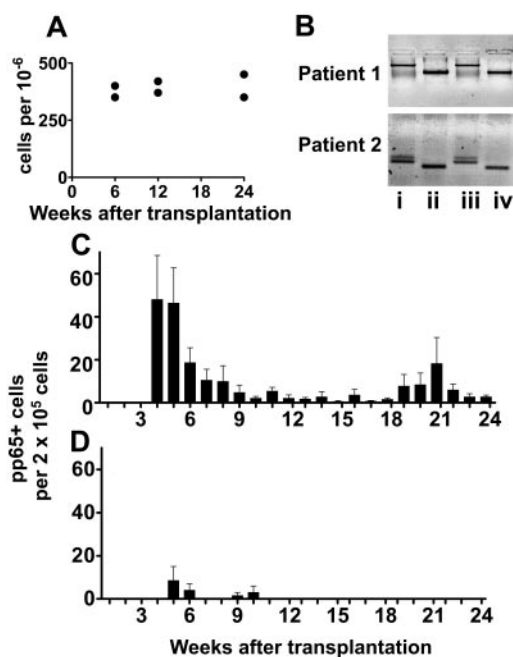 A
cells per 10⁻⁶
500
250
0
0 6 12 18 24
Weeks after transplantation
B
Patient 1
Patient 2
i ii iii iv
C
pp65+ cells
per 2 x 10⁵ cells
60
40
20
0
3 6 9 12 15 18 21 24
D
60
40
20
0
3 6 9 12 15 18 21 24
Weeks after transplantation